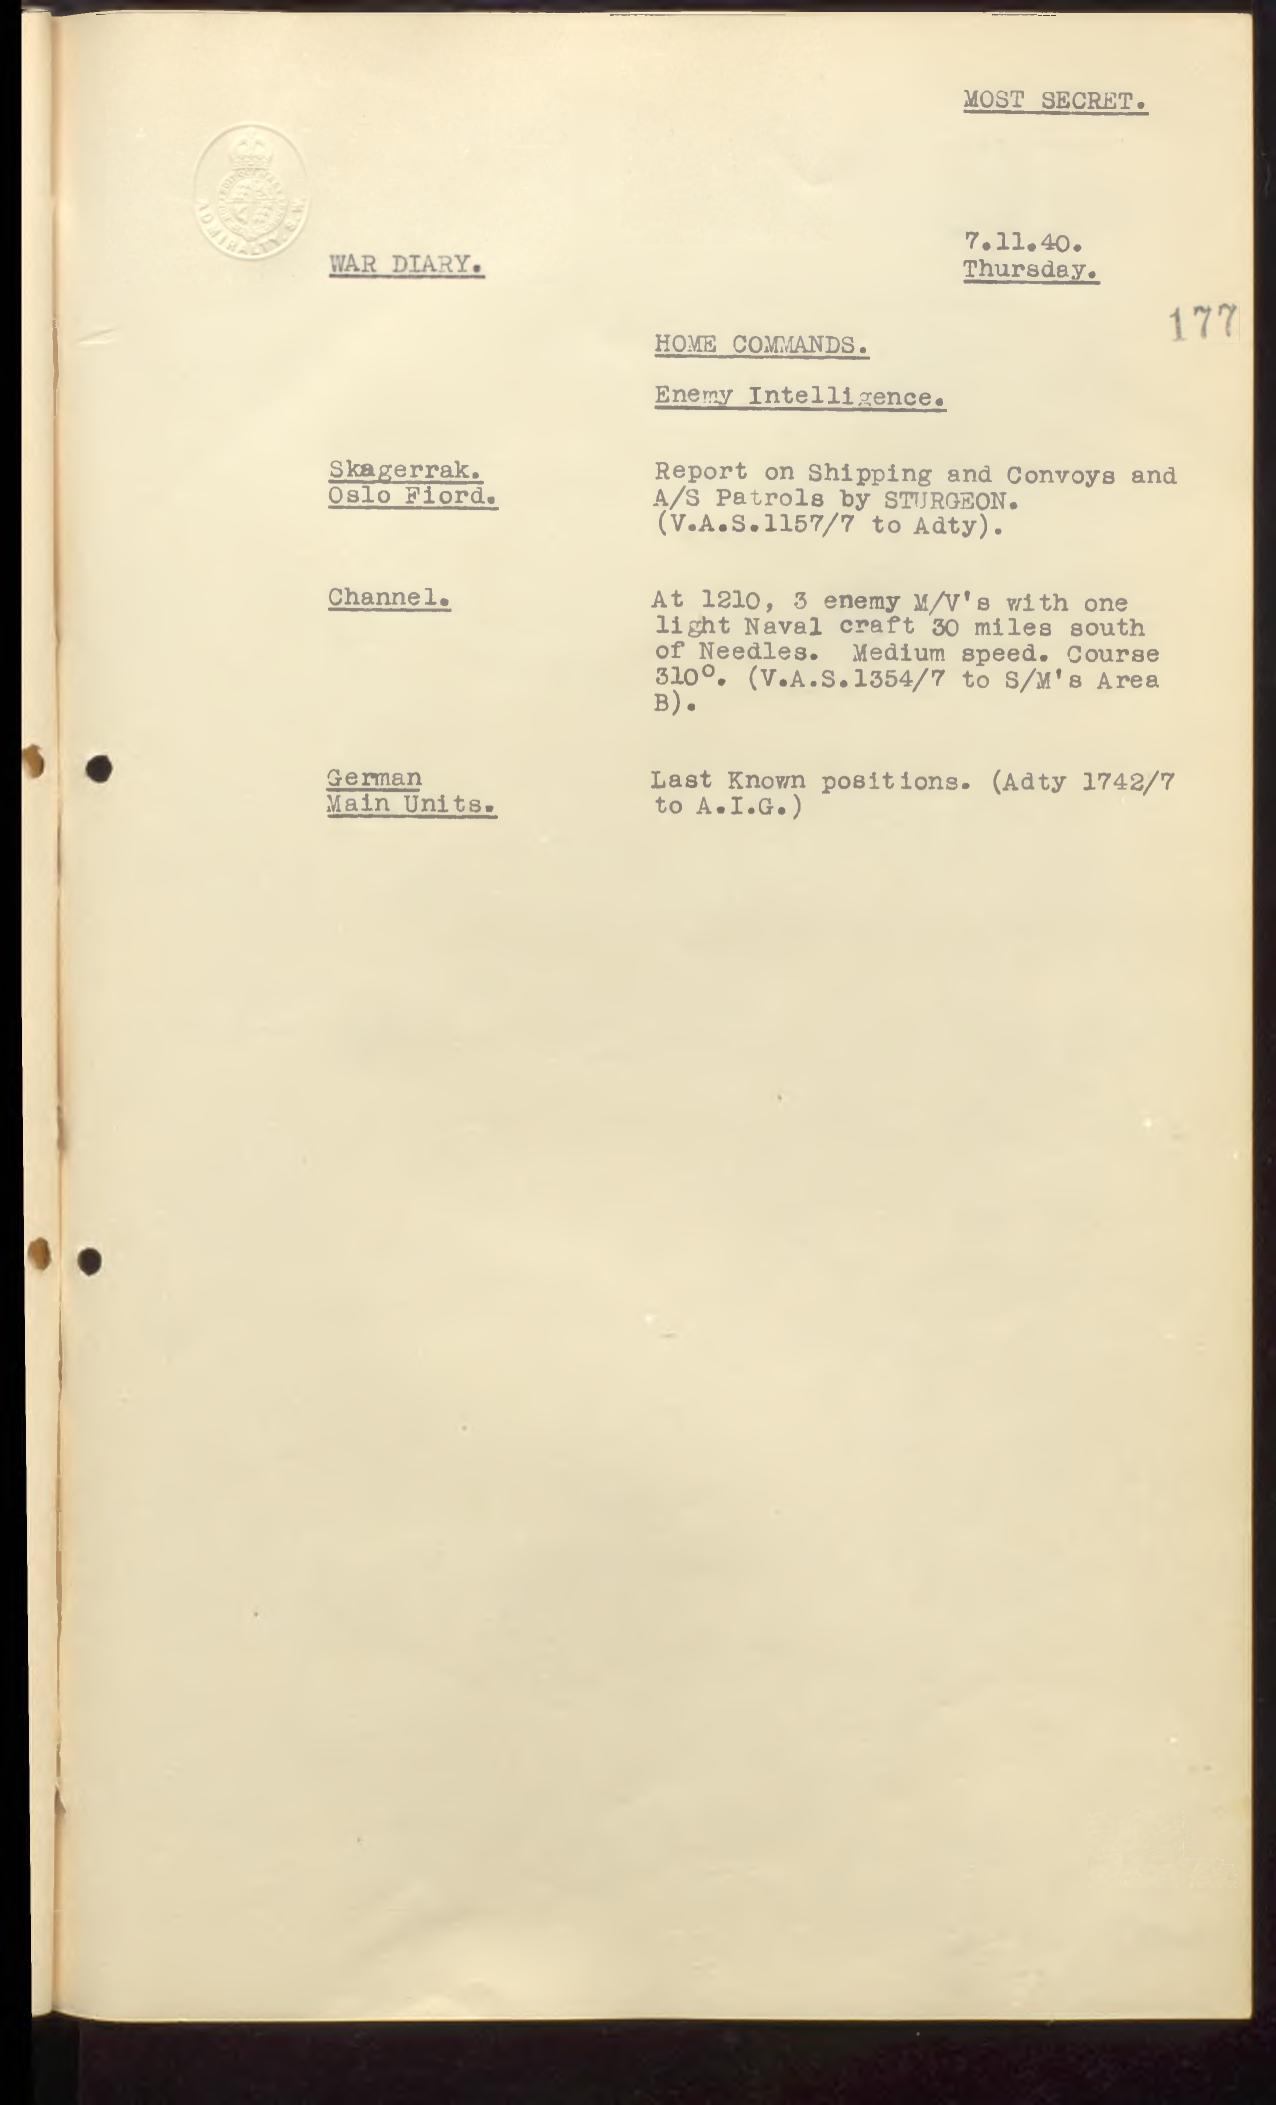 MOST SECRET.
ADMIRALTY. S.W.
7.11.40.
WAR DIARY.
Thursday.
177
HOME COMMANDS.
Enemy Intelligence.
Skagerrak.
Oslo Fiord.
Report on Shipping and Convoys and
A/S Patrols by STURGEON.
(V.A.S.1157/7 to Adty).
Channel.
At 1210, 3 enemy M/V's with one
light Naval craft 30 miles south
of Needles. Medium speed. Course
310°. (V.A.S.1354/7 to S/M's Area
B).
German
Main Units.
Last Known positions. (Adty 1742/7
to A.I.G.)